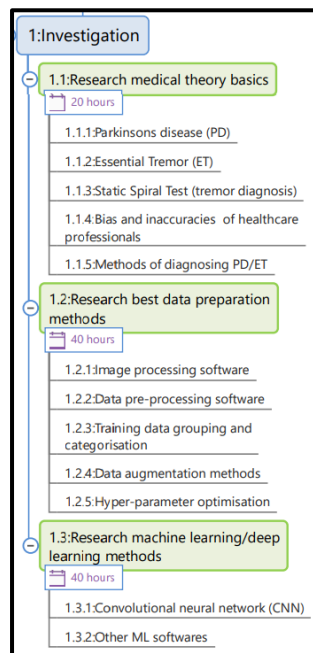 1:Investigation
1.1:Research medical theory basics
20 hours
1.1.1:Parkinsons disease (PD)
1.1.2:Essential Tremor (ET)
1.1.3:Static Spiral Test (tremor diagnosis)
1.1.4:Bias and inaccuracies of healthcare
professionals
1.1.5:Methods of diagnosing PD/ET
1.2:Research best data preparation
methods
40 hours
1.2.1:Image processing software
1.2.2:Data pre-processing software
1.2.3:Training data grouping and
categorisation
1.2.4:Data augmentation methods
1.2.5:Hyper-parameter optimisation
1.3:Research machine learning/deep
learning methods
40 hours
1.3.1:Convolutional neural network (CNN)
1.3.2:Other ML softwares